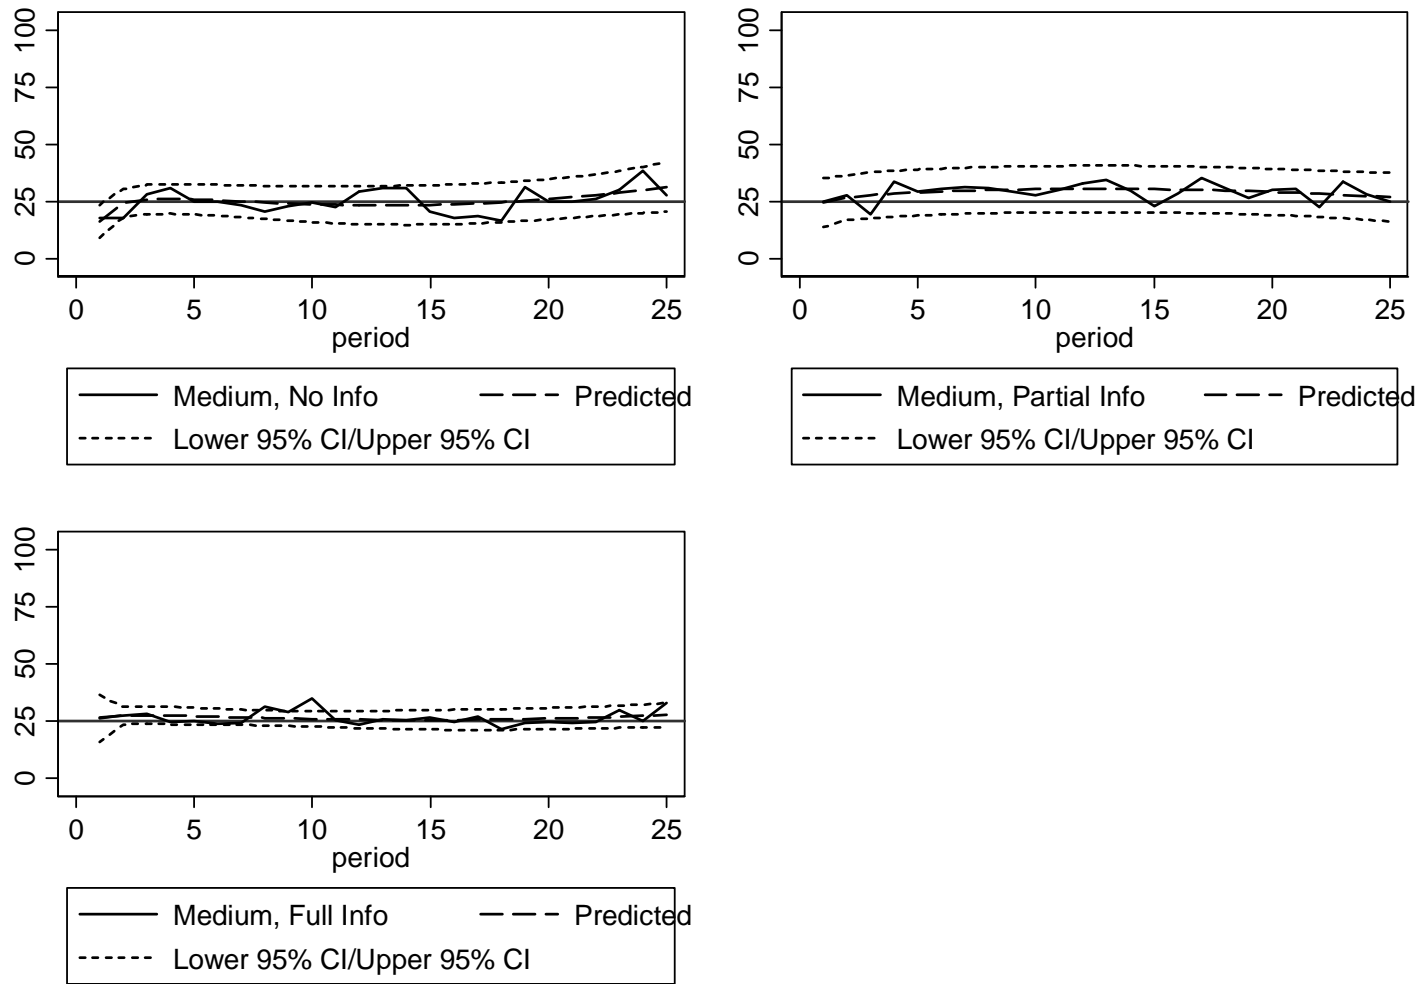 100
75
50
25
0
0 5 10 15 20 25
period
Medium, No Info Predicted
Lower 95% CI/Upper 95% CI
100
75
50
25
0
0 5 10 15 20 25
period
Medium, Partial Info Predicted
Lower 95% CI/Upper 95% CI
100
75
50
25
0
0 5 10 15 20 25
period
Medium, Full Info Predicted
Lower 95% CI/Upper 95% CI